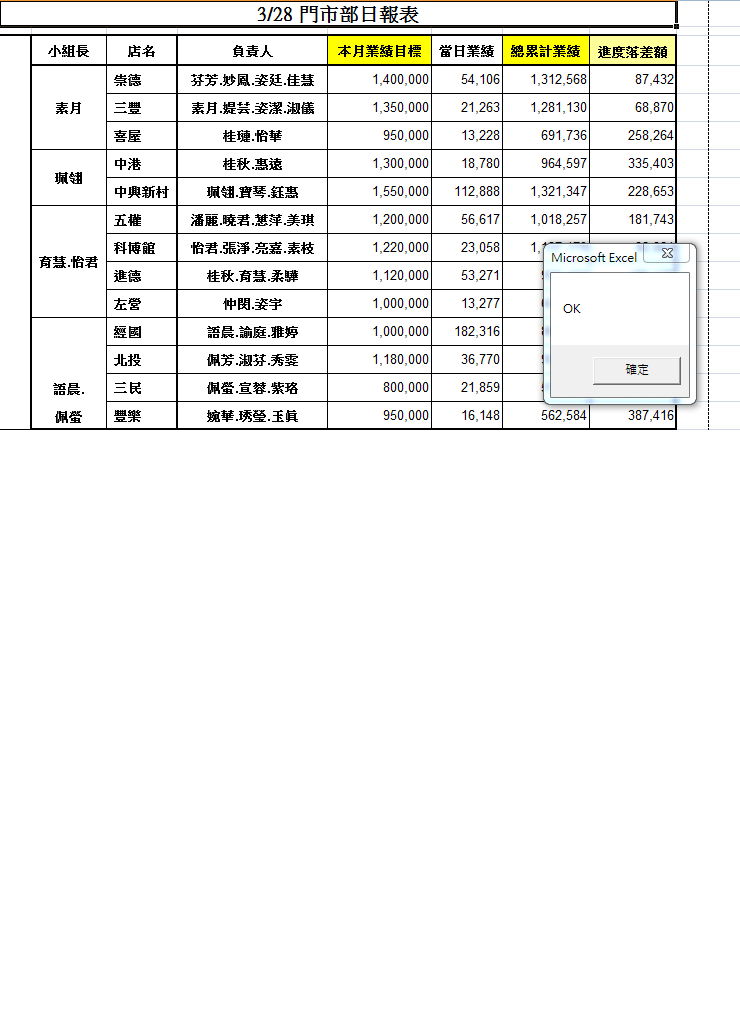 3/28 門市部日報表
小組長 店名 負責人 本月業績目標 當日業績 總累計業績 進度落差額
素月
崇德 芬芳.妙鳳.姿廷.佳慧 1,400,000 54,106 1,312,568 87,432
三豐 素月.媞芸.姿潔.淑儀 1,350,000 21,263 1,281,130 68,870
喜屋 桂璉.怡華 950,000 13,228 691,736 258,264
珮翎
中港 桂秋.惠遠 1,300,000 18,780 964,597 335,403
中興新村 珮翎.寶琴.鈺惠 1,550,000 112,888 1,321,347 228,653
育慧.怡君
五權 潘麗.曉君.慧萍.美琪 1,200,000 56,617 1,018,257 181,743
科博館 怡君.張淨.亮嘉.素枝 1,220,000 23,058
進德 桂秋.育慧.柔驊 1,120,000 53,271
左營 仲閔.姿宇 1,000,000 13,277
語晨.
佩螢
經國 語晨.諭庭.雅婷 1,000,000 182,316
北投 佩芳.淑芬.秀雯 1,180,000 36,770
三民 佩螢.宣蓉.紫珞 800,000 21,859
豐樂 婉華.琇瑩.玉眞 950,000 16,148 562,584 387,416
Microsoft Excel
OK
確定